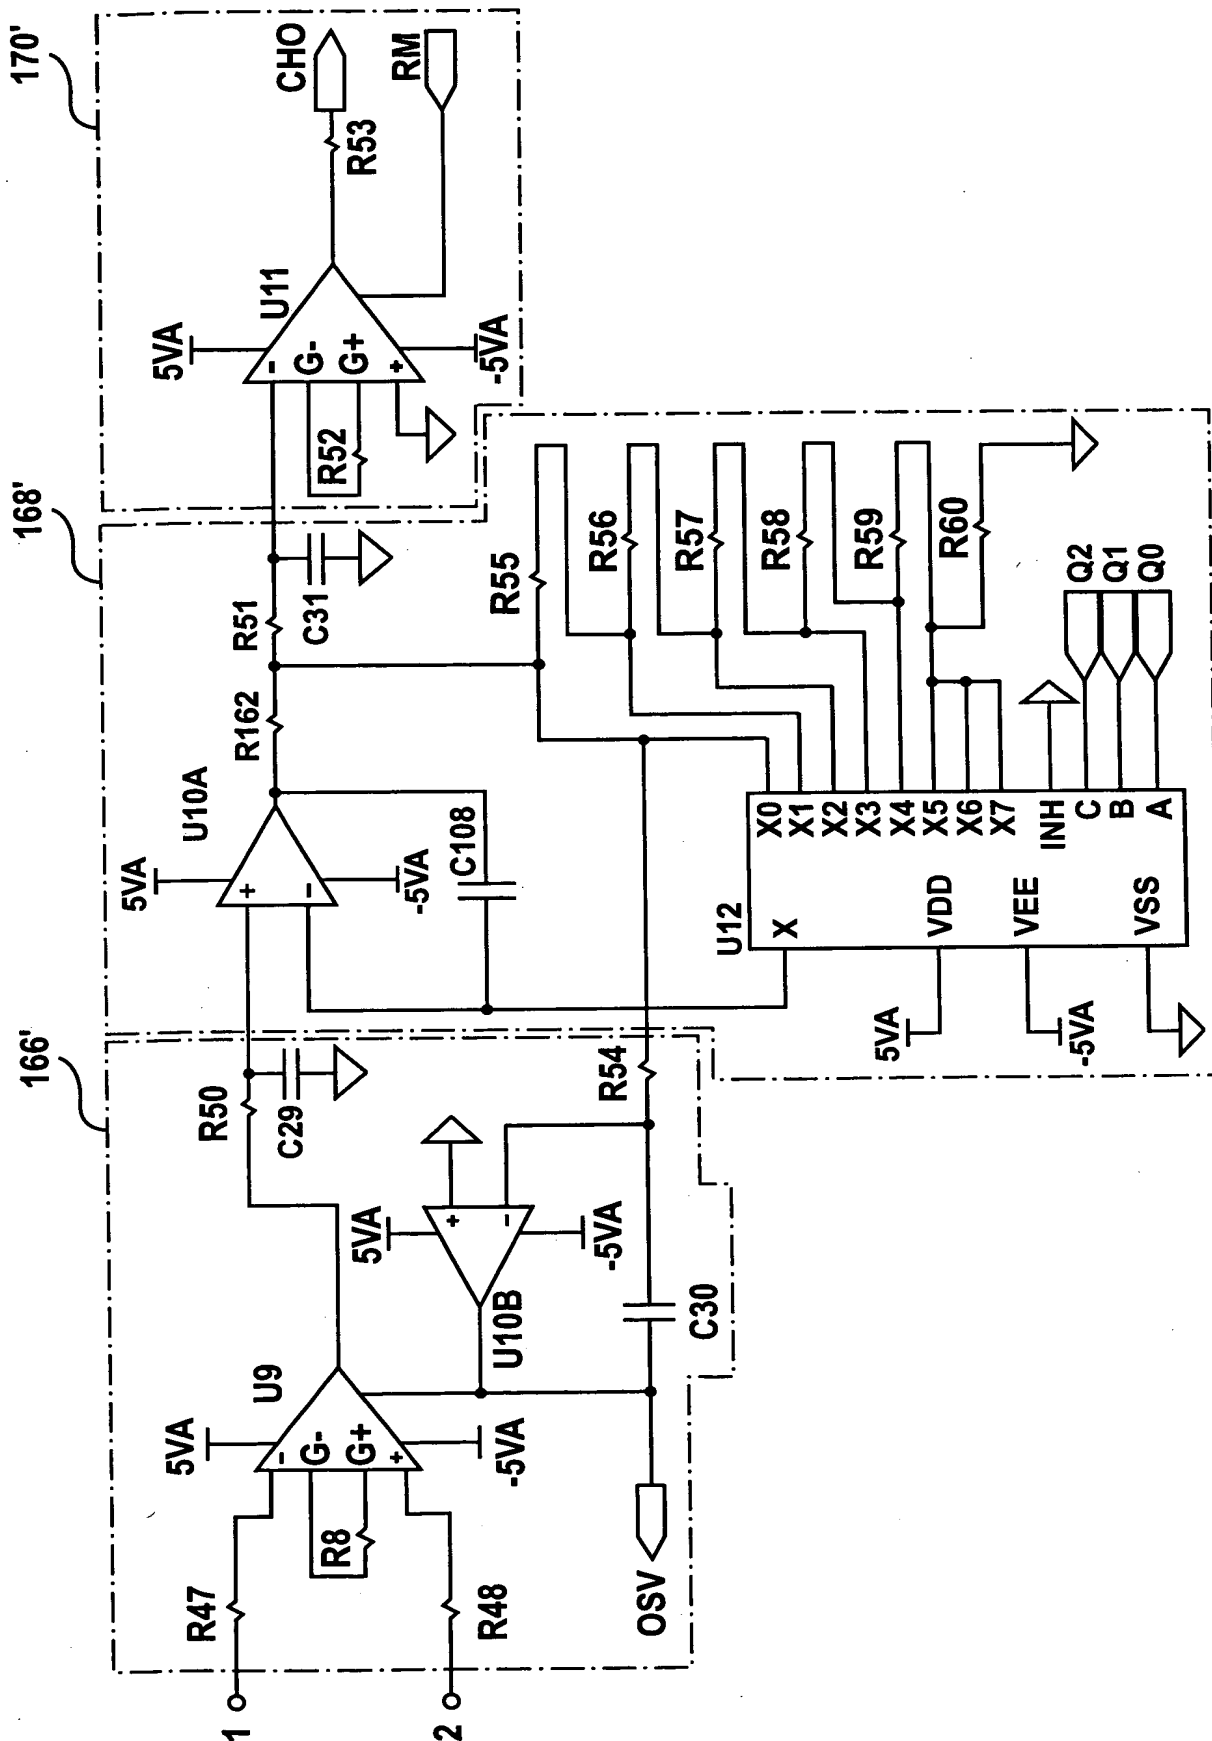 166'
168'
170'
1
R47
2
R48
R8
5VA
U9
-
G-
G+
+
-5VA
OSV
R50
C29
5VA
+
-
-5VA
U10B
C30
R54
5VA
U10A
+
-
-5VA
C108
R162
R51
C31
5VA
U11
-
G-
G+
+
-5VA
R52
R53
CHO
RM
R55
R56
R57
R58
R59
R60
U12
X
X0
X1
X2
X3
X4
X5
X6
X7
INH
C
B
A
VDD
VEE
VSS
5VA
-5VA
Q2
Q1
Q0